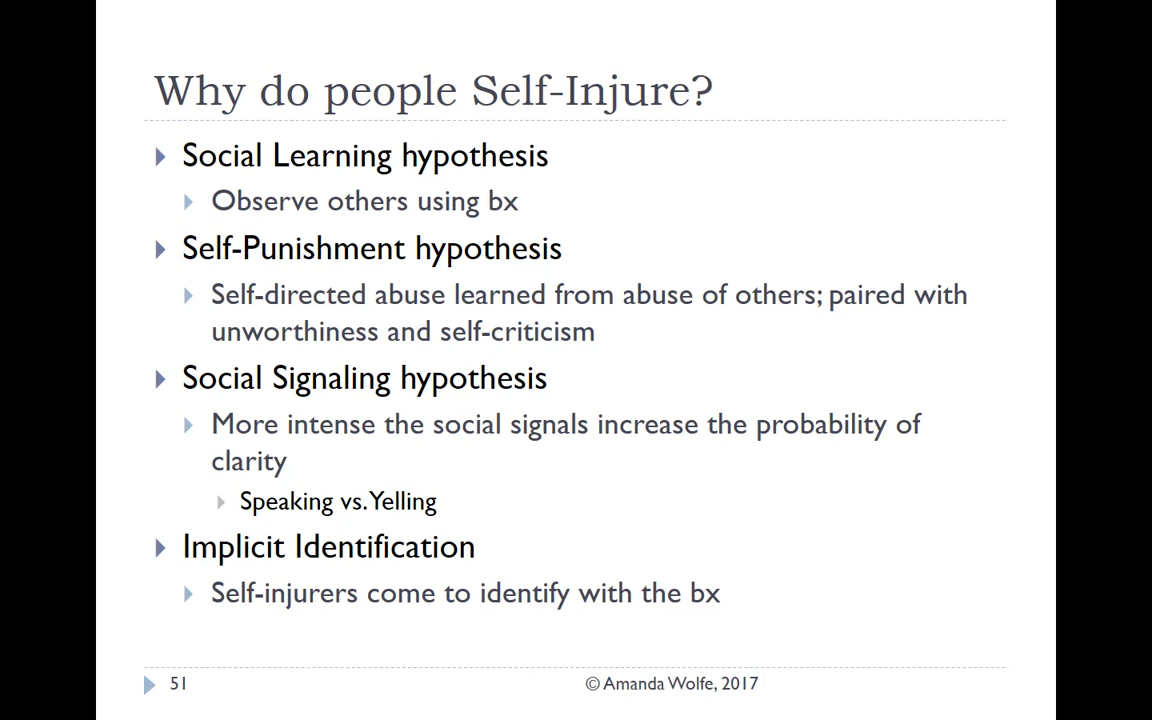 Why do people Self-Injure?
Social Learning hypothesis
Observe others using bx
Self-Punishment hypothesis
Self-directed abuse learned from abuse of others; paired with
unworthiness and self-criticism
Social Signaling hypothesis
More intense the social signals increase the probability of
clarity
Speaking vs. Yelling
Implicit Identification
Self-injurers come to identify with the bx
51
© Amanda Wolfe, 2017